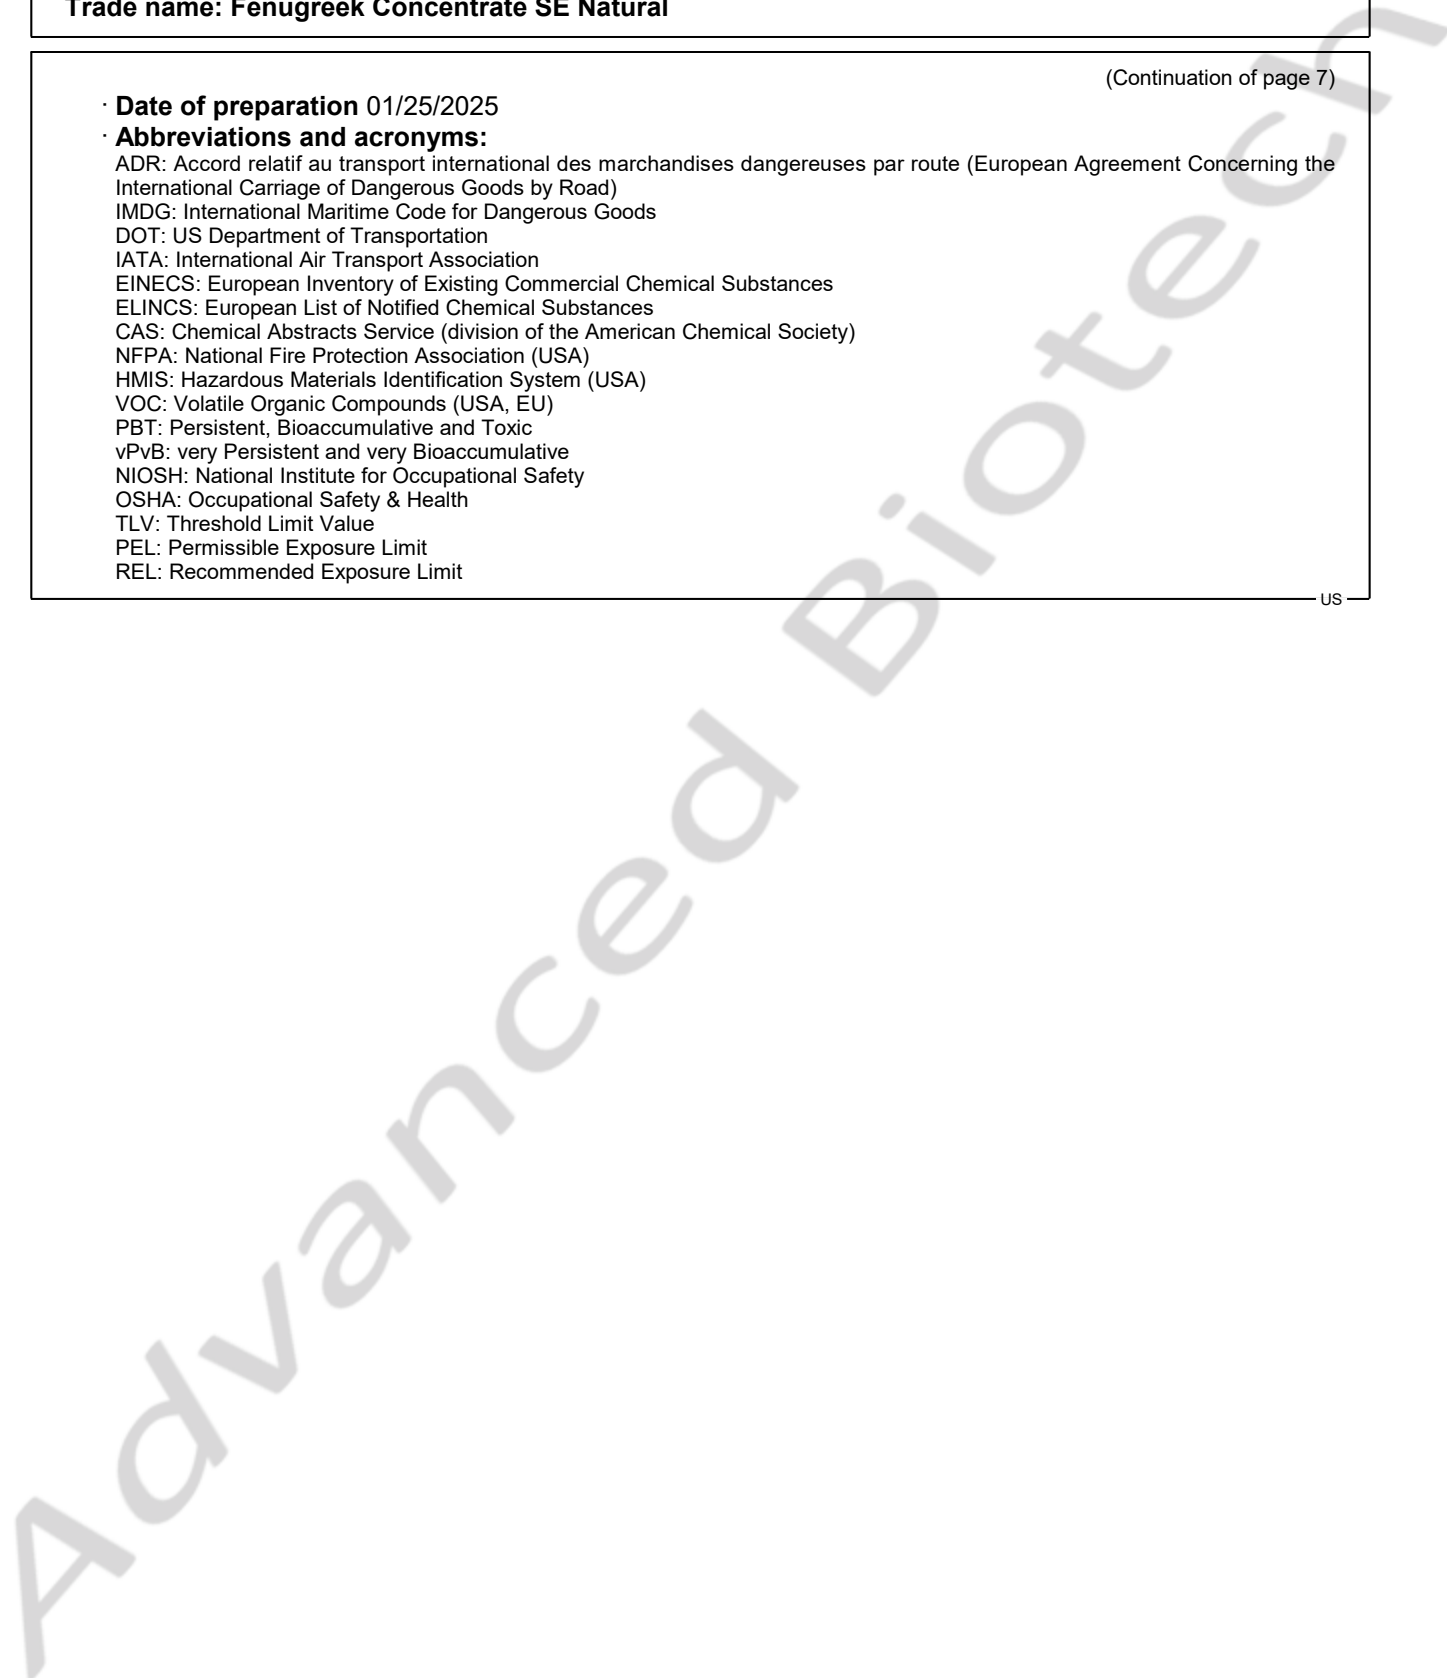 Trade name: Fenugreek Concentrate SE Natural
(Continuation of page 7)
· Date of preparation 01/25/2025
· Abbreviations and acronyms:
ADR: Accord relatif au transport international des marchandises dangereuses par route (European Agreement Concerning the
International Carriage of Dangerous Goods by Road)
IMDG: International Maritime Code for Dangerous Goods
DOT: US Department of Transportation
IATA: International Air Transport Association
EINECS: European Inventory of Existing Commercial Chemical Substances
ELINCS: European List of Notified Chemical Substances
CAS: Chemical Abstracts Service (division of the American Chemical Society)
NFPA: National Fire Protection Association (USA)
HMIS: Hazardous Materials Identification System (USA)
VOC: Volatile Organic Compounds (USA, EU)
PBT: Persistent, Bioaccumulative and Toxic
vPvB: very Persistent and very Bioaccumulative
NIOSH: National Institute for Occupational Safety
OSHA: Occupational Safety & Health
TLV: Threshold Limit Value
PEL: Permissible Exposure Limit
REL: Recommended Exposure Limit
US
Advanced Biotech